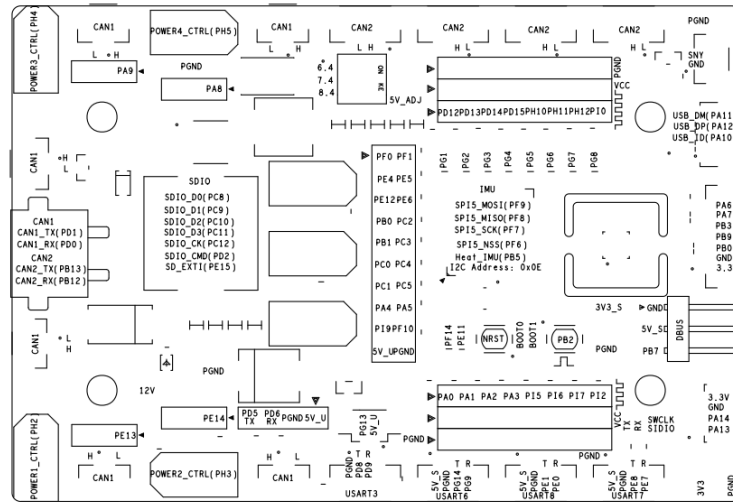 POWER3_CTRL(PH4)
CAN1
L H
PA9
POWER4_CTRL(PH5)
PGND
PA8
CAN1
L H
CAN2
L H
6.4
7.4
8.4
ON
KE
5V_ADJ
CAN2
H L
CAN2
H L
CAN2
H L
PGND
VCC
PD12 PD13 PD14 PD15 PH10 PH11 PH12 PI0
PGND
SNY
GND
USB_DM(PA11)
USB_DP(PA12
USB_ID(PA10)
CAN1
H
L
SDIO
SDIO_D0(PC8)
SDIO_D1(PC9)
SDIO_D2(PC10)
SDIO_D3(PC11)
SDIO_CK(PC12)
SDIO_CMD(PD2)
SD_EXTI(PE15)
CAN1
CAN1_TX(PD1)
CAN1_RX(PD0)
CAN2
CAN2_TX(PB13)
CAN2_RX(PB12)
PF0 PF1
PE4 PE5
PE12 PE6
PB0 PC2
PB1 PC3
PC0 PC4
PC1 PC5
PA4 PA5
PI9 PF10
5V_U PGND
PG1
PG2
PG3
PG4
PG5
PG6
PG7
PG8
IMU
SPI5_MOSI(PF9)
SPI5_MISO(PF8)
SPI5_SCK(PF7)
SPI5_NSS(PF6)
Heat_IMU(PB5)
I2C Address: 0x0E
PA6
PA7
PB3
PB9
PB0
GND
3.3
3V3_S
GND
5V_S
PB7
DBUS
CAN1
L
H
PF14
PE11
NRST
BOOT0
BOOT1
PB2
PGND
PGND
12V
PE14
PD5 PD6 PGND 5V_U
TX RX
PG13
5V_U
PGND
PA0 PA1 PA2 PA3 PI5 PI6 PI7 PI2
VCC
TX
RX
SWCLK
SIDIO
3.3V
GND
PA14
PA13
L
PE13
POWER1_CTRL(PH2)
H L
CAN1
POWER2_CTRL(PH3)
H L
CAN1
T R
PGND
PD8
PD9
USART3
T R
5V_S
PGND
PG14
PG9
USART6
PGND
T R
5V_S
PGND
PE1
PE0
USART8
T R
5V_S
PGND
PE8
PE7
USART7
3V3
PGND